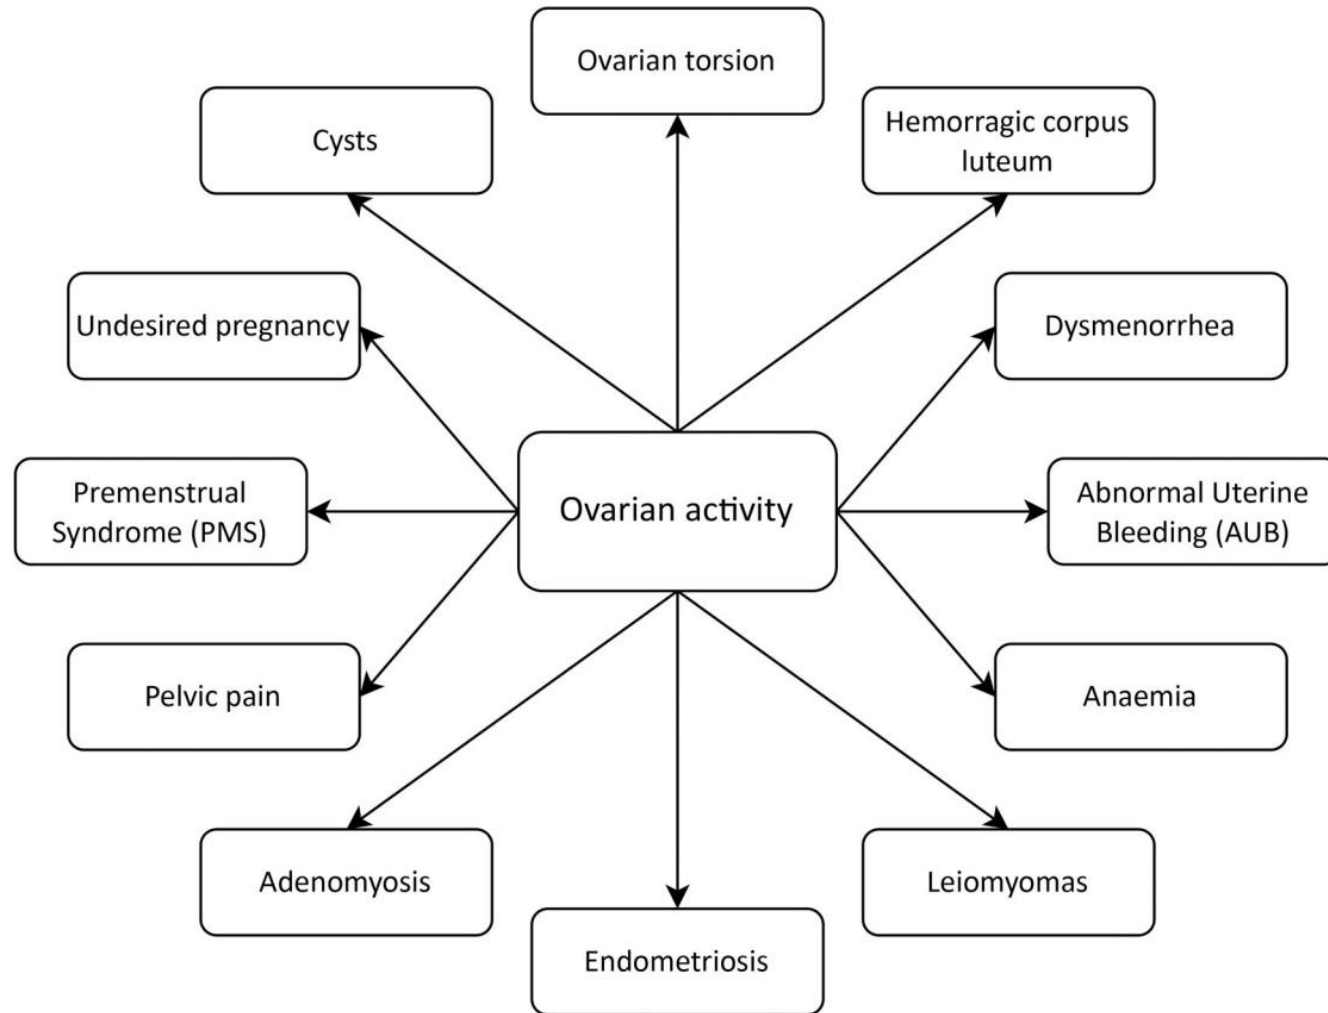 Ovarian torsion
Cysts
Hemorragic corpus
luteum
Undesired pregnancy
Dysmenorrhea
Premenstrual
Syndrome (PMS)
Ovarian activity
Abnormal Uterine
Bleeding (AUB)
Pelvic pain
Anaemia
Adenomyosis
Leiomyomas
Endometriosis